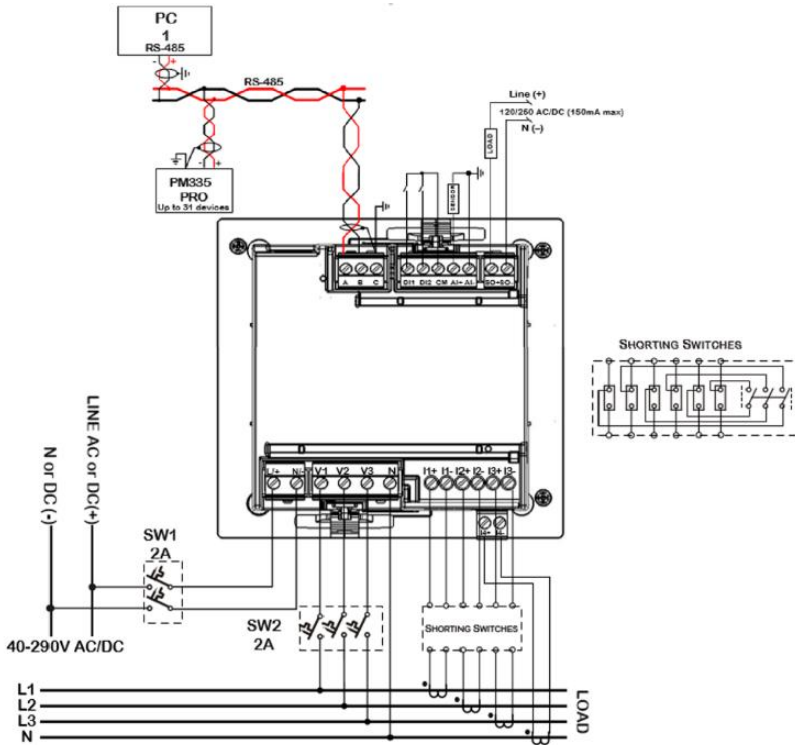 PC
1
RS-485
- +
RS-485
Line (+)
120/250 AC/DC (150mA max)
N (-)
LOAD
SENSOR
- +
PM335
PRO
Up to 31 devices
A B C
DI1 DI2 CM AI+ AI- SO+ SO-
SHORTING SWITCHES
N or DC (-)
LINE AC or DC(+)
L/+ N/- V1 V2 V3 N
I1+ I1- I2+ I2- I3+ I3-
I4+ I4-
SW1
2A
SW2
2A
SHORTING SWITCHES
40-290V AC/DC
L1
L2
L3
N
LOAD